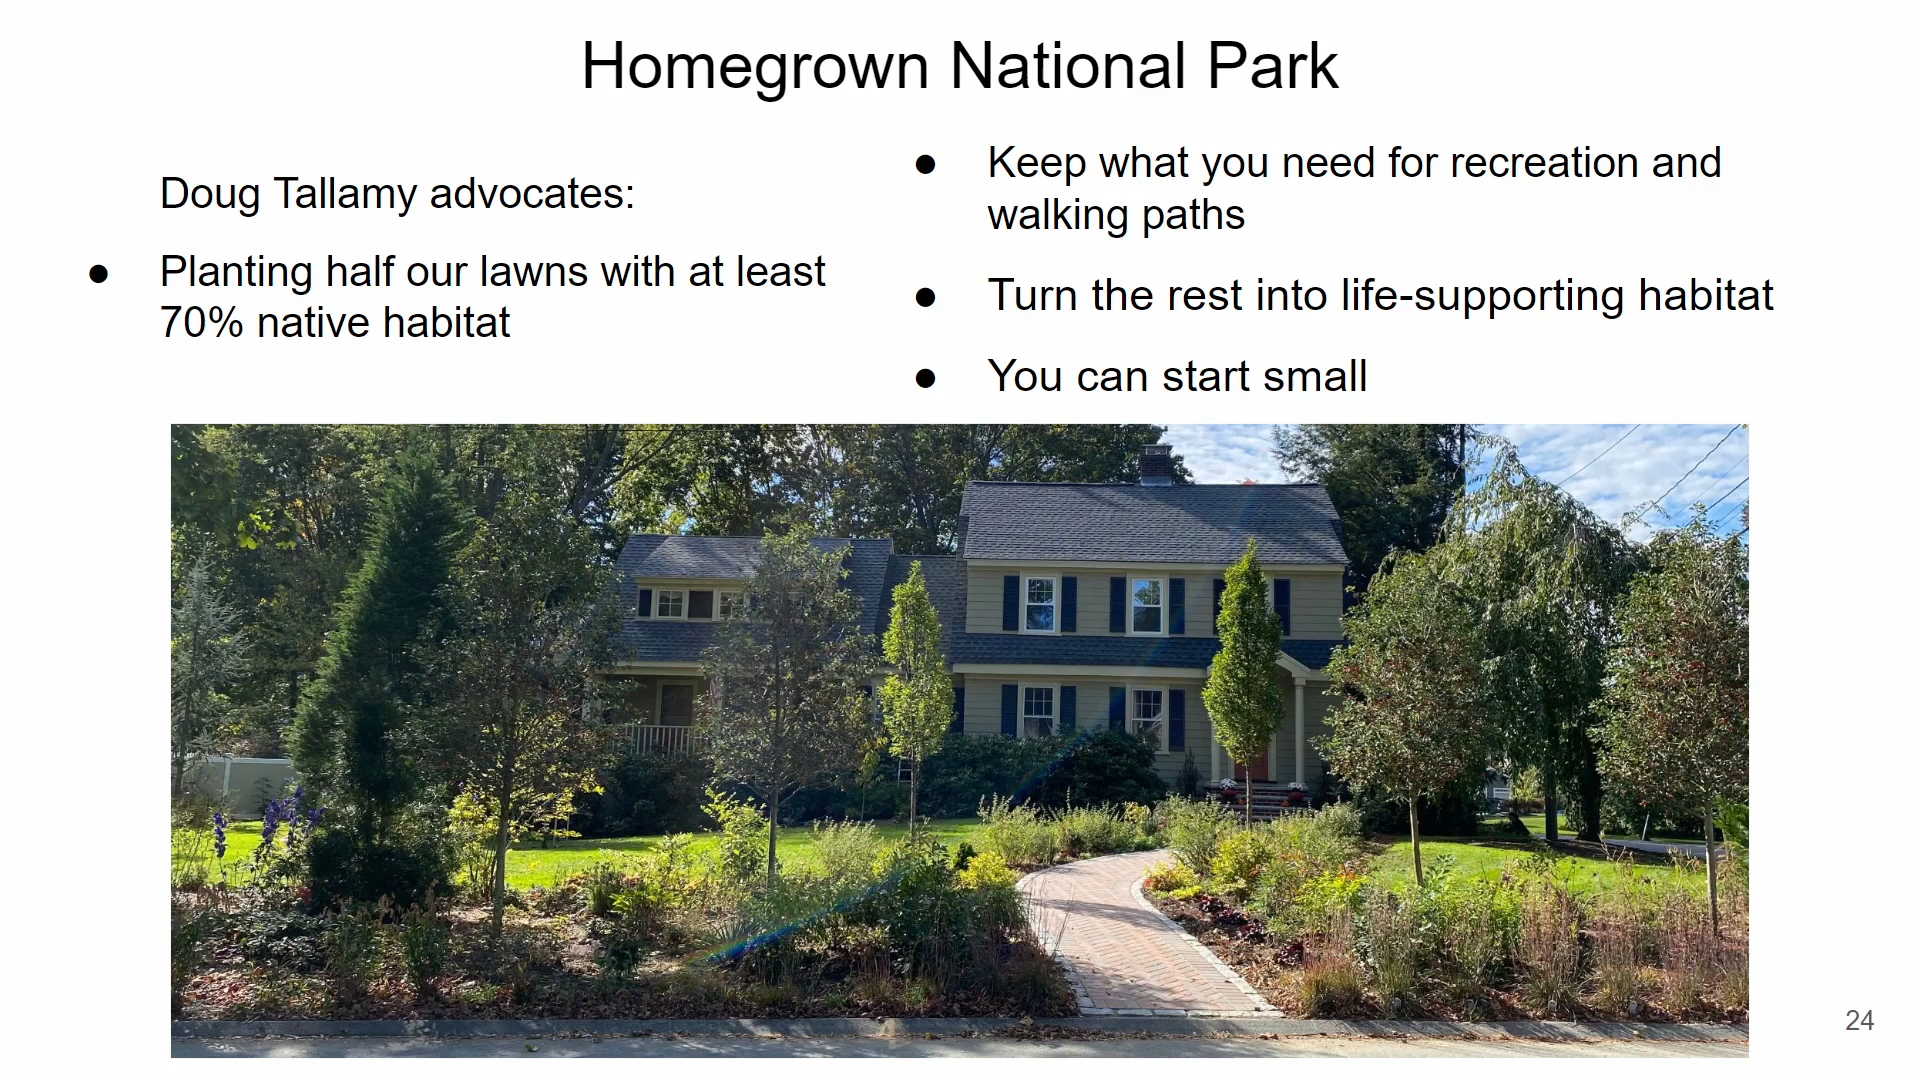 Homegrown National Park
Doug Tallamy advocates:
● Planting half our lawns with at least
70% native habitat
● Keep what you need for recreation and
walking paths
● Turn the rest into life-supporting habitat
● You can start small
24